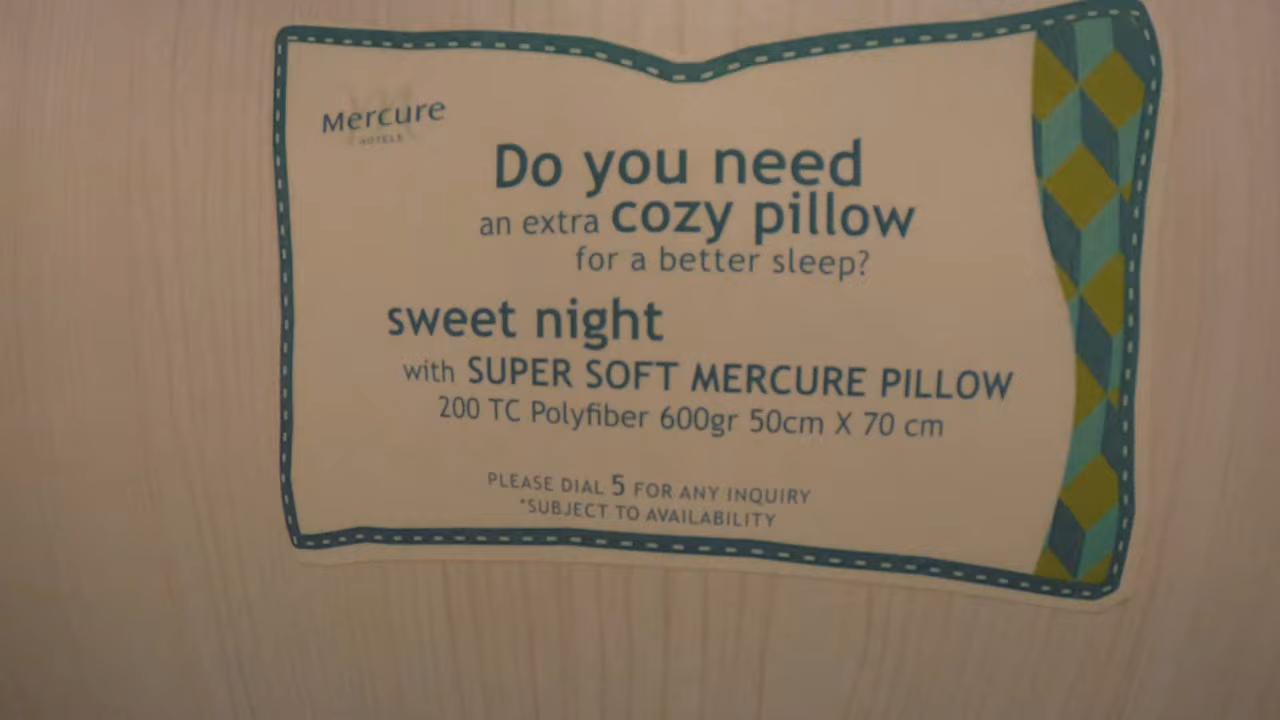 Mercure
HOTELS
Do you need
an extra cozy pillow
for a better sleep?
sweet night
with SUPER SOFT MERCURE PILLOW
200 TC Polyfiber 600gr 50cm X 70 cm
PLEASE DIAL 5 FOR ANY INQUIRY
*SUBJECT TO AVAILABILITY